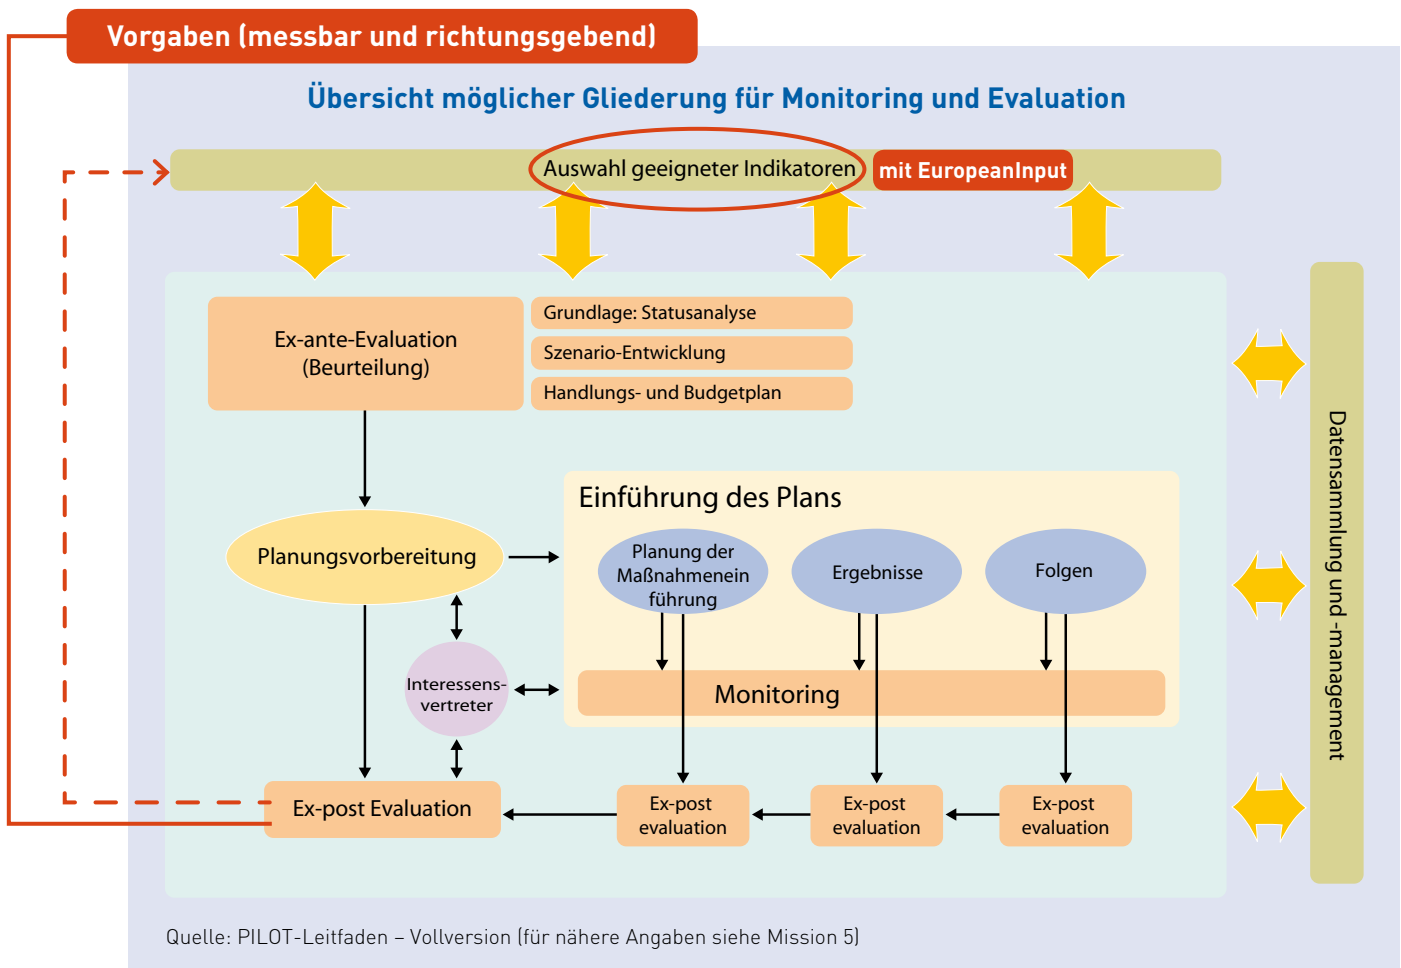 Vorgaben (messbar und richtungsgebend)
Übersicht möglicher Gliederung für Monitoring und Evaluation
Auswahl geeigneter Indikatoren
mit EuropeanInput
Ex-ante-Evaluation
(Beurteilung)
Grundlage: Statusanalyse
Szenario-Entwicklung
Handlungs- und Budgetplan
Einführung des Plans
Planungsvorbereitung
Planung der
Maßnahmenein
führung
Ergebnisse
Folgen
Interessens-
vertreter
Monitoring
Ex-post Evaluation
Ex-post
evaluation
Ex-post
evaluation
Ex-post
evaluation
Datensammlung und -management
Quelle: PILOT-Leitfaden – Vollversion (für nähere Angaben siehe Mission 5)